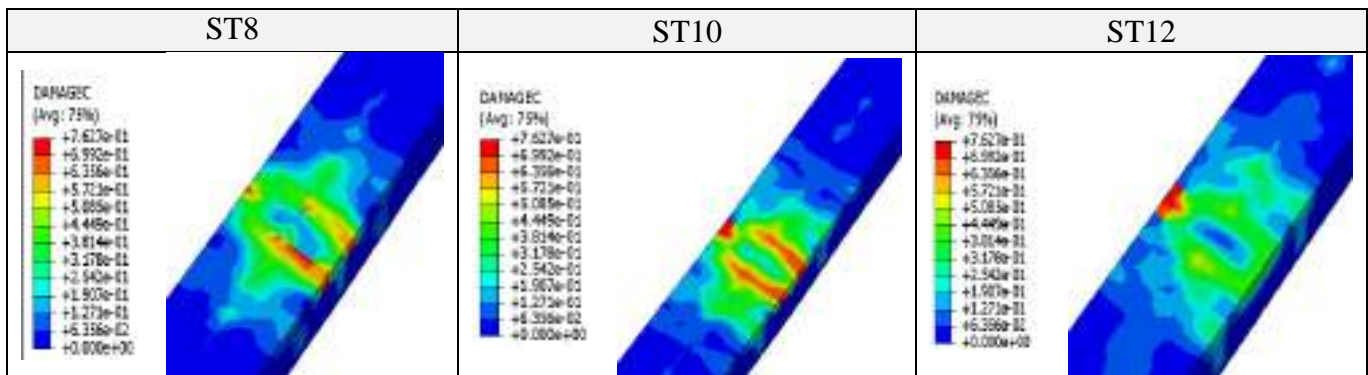 ST8
ST10
ST12
DAMAGEC
(Avg: 75%)
+7.627e-01
+6.992e-01
+6.356e-01
+5.721e-01
+5.085e-01
+4.449e-01
+3.814e-01
+3.178e-01
+2.542e-01
+1.907e-01
+1.271e-01
+6.356e-02
+0.000e+00
DAMAGEC
(Avg: 75%)
+7.627e-01
+6.992e-01
+6.356e-01
+5.721e-01
+5.085e-01
+4.449e-01
+3.814e-01
+3.178e-01
+2.542e-01
+1.907e-01
+1.271e-01
+6.356e-02
+0.000e+00
DAMAGEC
(Avg: 75%)
+7.627e-01
+6.992e-01
+6.356e-01
+5.721e-01
+5.085e-01
+4.449e-01
+3.814e-01
+3.178e-01
+2.542e-01
+1.907e-01
+1.271e-01
+6.356e-02
+0.000e+00